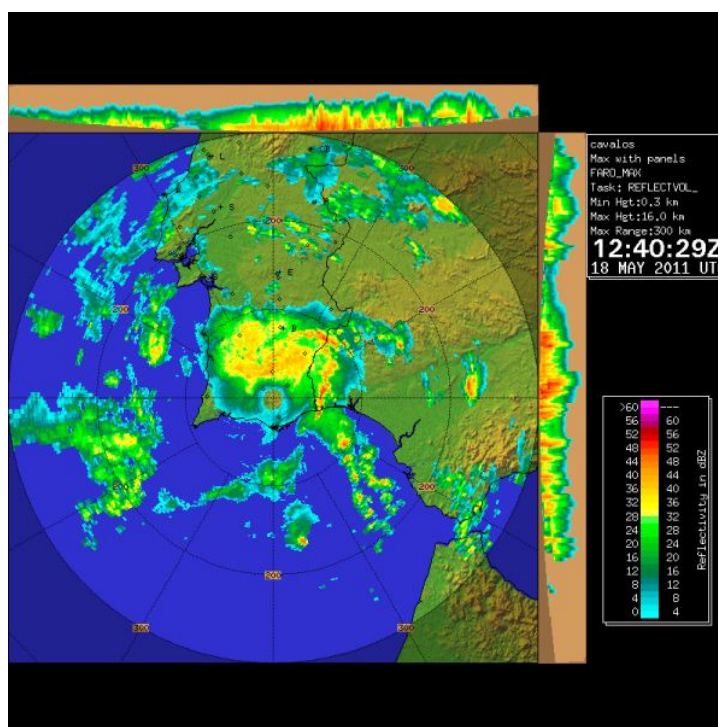 cavalos
Max with panels
FARO_MAX
Task: REFLECTVOL_
Min Hgt:0.3 km
Max Hgt:16.0 km
Max Range:300 km
12:40:29Z
18 MAY 2011 UT
300
L
300
S
200
E
200
200
B
200
200
200
300
300
>60 ---
56 60
52 56
48 52
44 48
40 44
36 40
32 36
28 32
24 28
20 24
16 20
12 16
8 12
4 8
0 4
Reflectivity in dBZ